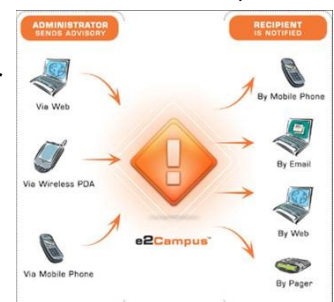 ADMINISTRATOR
SENDS ADVISORY
RECIPIENT
IS NOTIFIED
Via Web
Via Wireless PDA
Via Mobile Phone
!
e2Campus
By Mobile Phone
By Email
By Web
By Pager